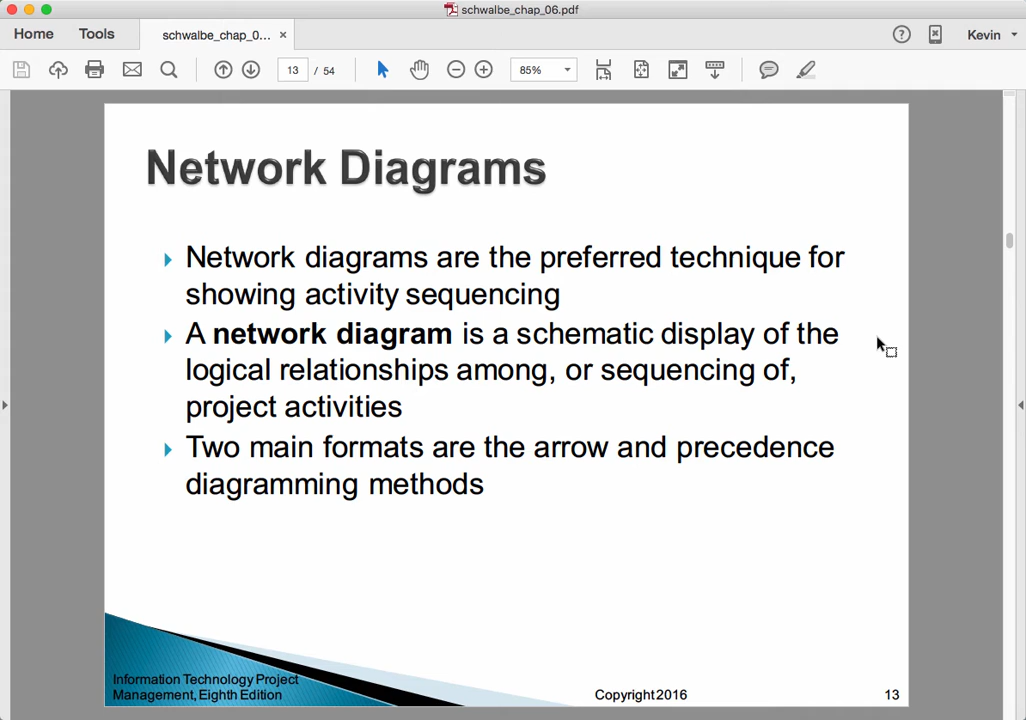 schwalbe_chap_06.pdf
Home Tools schwalbe_chap_0... × Kevin
13 / 54 85%
Network Diagrams
Network diagrams are the preferred technique for
showing activity sequencing
A network diagram is a schematic display of the
logical relationships among, or sequencing of,
project activities
Two main formats are the arrow and precedence
diagramming methods
Information Technology Project
Management, Eighth Edition
Copyright2016
13